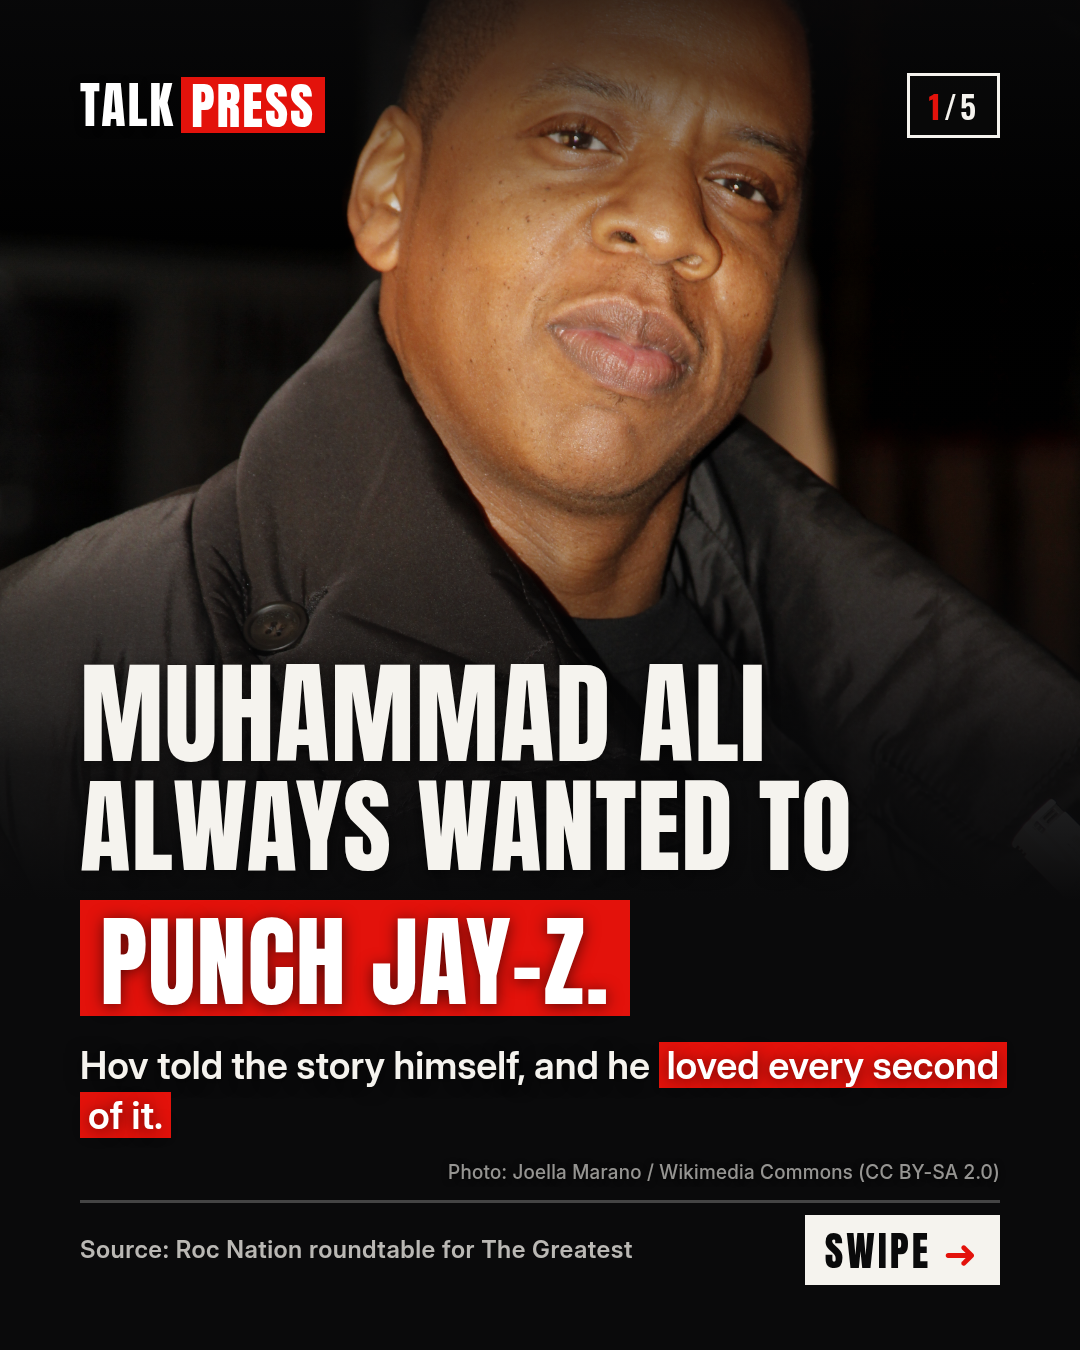 TALK PRESS
1/5
MUHAMMAD ALI
ALWAYS WANTED TO
PUNCH JAY-Z.
Hov told the story himself, and he loved every second
of it.
Photo: Joella Marano / Wikimedia Commons (CC BY-SA 2.0)
Source: Roc Nation roundtable for The Greatest
SWIPE →